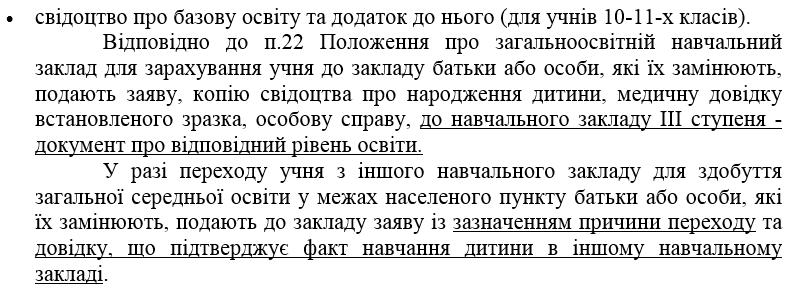 • свідоцтво про базову освіту та додаток до нього (для учнів 10-11-х класів).
Відповідно до п.22 Положення про загальноосвітній навчальний
заклад для зарахування учня до закладу батьки або особи, які їх замінюють,
подають заяву, копію свідоцтва про народження дитини, медичну довідку
встановленого зразка, особову справу, до навчального закладу III ступеня -
документ про відповідний рівень освіти.
У разі переходу учня з іншого навчального закладу для здобуття
загальної середньої освіти у межах населеного пункту батьки або особи, які
їх замінюють, подають до закладу заяву із зазначенням причини переходу та
довідку, що підтверджує факт навчання дитини в іншому навчальному
закладі.